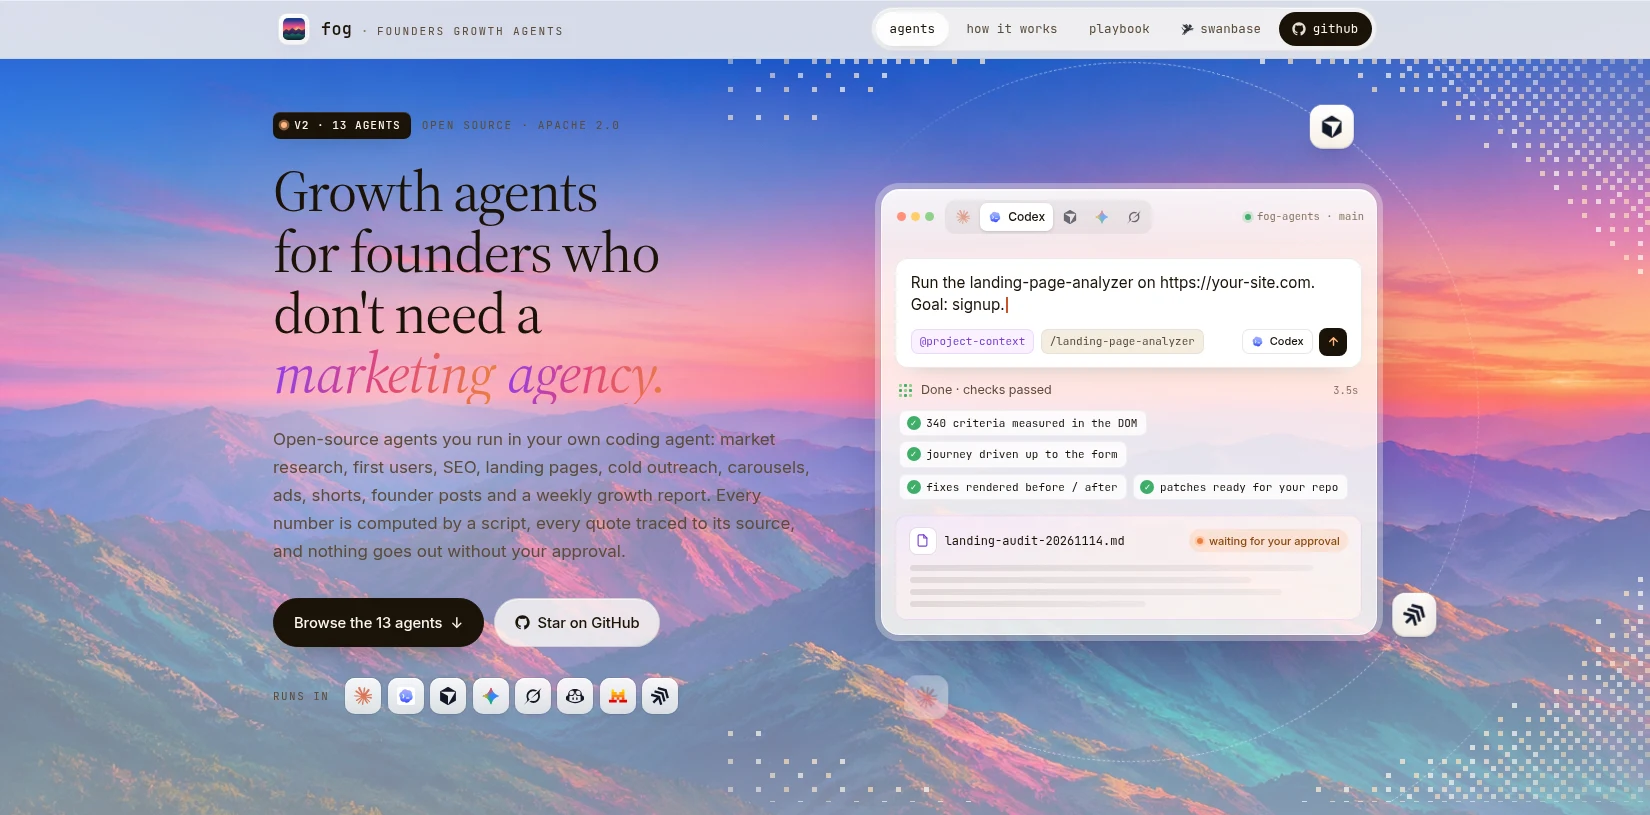 fog · FOUNDERS GROWTH AGENTS
agents
how it works
playbook
swanbase
github
V2 · 13 AGENTS
OPEN SOURCE · APACHE 2.0
Growth agents
for founders who
don't need a
marketing agency.
Open-source agents you run in your own coding agent: market
research, first users, SEO, landing pages, cold outreach, carousels,
ads, shorts, founder posts and a weekly growth report. Every
number is computed by a script, every quote traced to its source,
and nothing goes out without your approval.
Browse the 13 agents ↓
Star on GitHub
RUNS IN
Codex
fog-agents · main
Run the landing-page-analyzer on https://your-site.com.
Goal: signup.
@project-context
/landing-page-analyzer
Codex
Done · checks passed
3.5s
340 criteria measured in the DOM
journey driven up to the form
fixes rendered before / after
patches ready for your repo
landing-audit-20261114.md
waiting for your approval